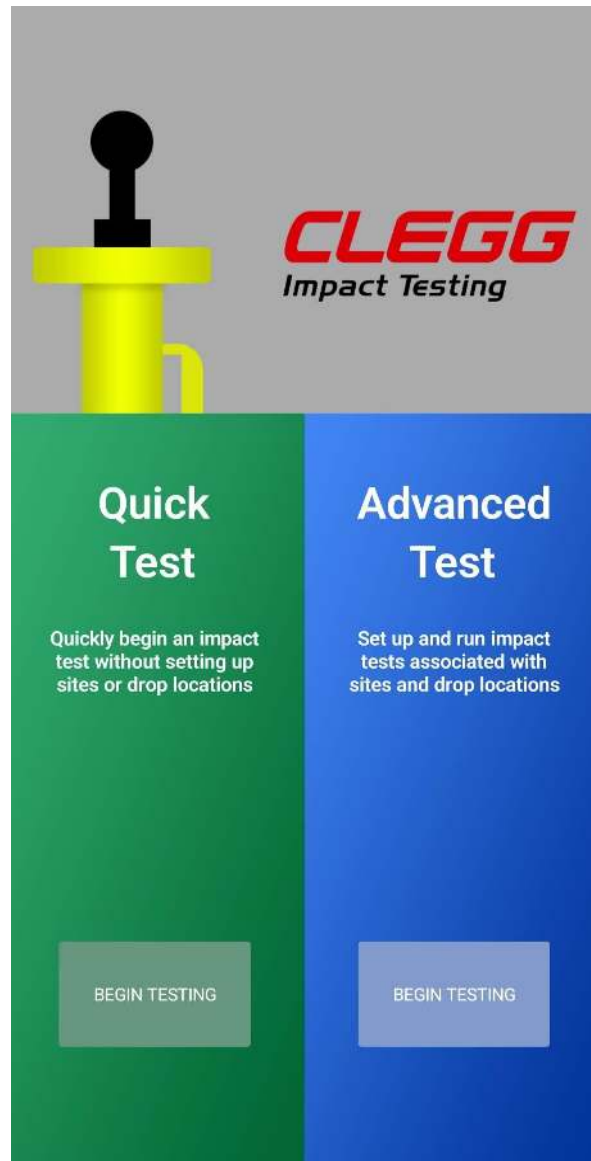 CLEGG
Impact Testing
Quick
Test
Quickly begin an impact
test without setting up
sites or drop locations
BEGIN TESTING
Advanced
Test
Set up and run impact
tests associated with
sites and drop locations
BEGIN TESTING